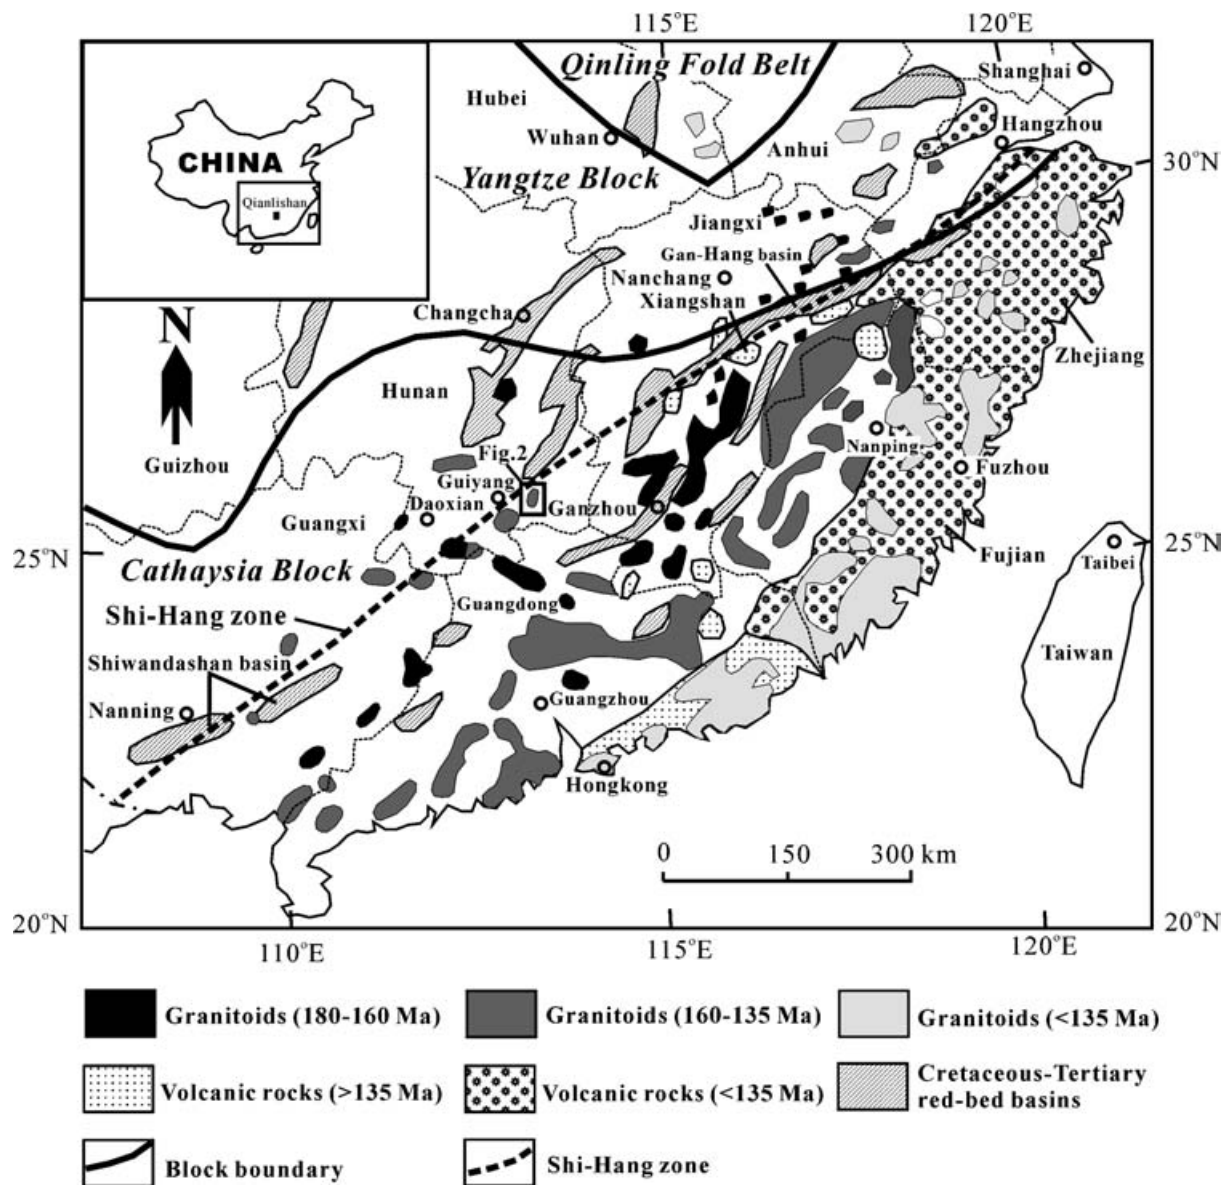 115°E 120°E
Qinling Fold Belt
Shanghai
Hubei
Wuhan
Anhui
Hangzhou
30°N
Yangtze Block
CHINA
Qianlishan
Jiangxi
Gan-Hang basin
Nanchang
Xiangshan
Changcha
N
Zhejiang
Hunan
Nanping
Fig.2
Guizhou
Guiyang
Fuzhou
Daoxian
Ganzhou
Guangxi
25°N
25°N
Cathaysia Block
Fujian
Taibei
Guangdong
Shi-Hang zone
Taiwan
Shiwandashan basin
Guangzhou
Nanning
Hongkong
0 150 300 km
20°N
20°N
110°E 115°E 120°E
Granitoids (180-160 Ma)
Granitoids (160-135 Ma)
Granitoids (<135 Ma)
Volcanic rocks (>135 Ma)
Volcanic rocks (<135 Ma)
Cretaceous-Tertiary
red-bed basins
Block boundary
Shi-Hang zone